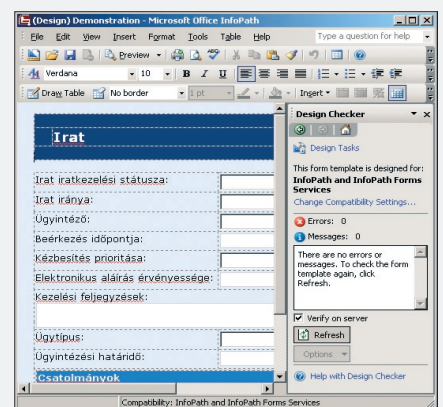 (Design) Demonstration - Microsoft Office InfoPath
File Edit View Insert Format Tools Table Help Type a question for help
Preview
Verdana 10 B I U
Draw Table No border 1 pt Insert
Irat
Irat iratkezelési státusza:
Irat iránya:
Ügyintéző:
Beérkezés időpontja:
Kézbesítés prioritása:
Elektronikus aláírás érvényessége:
Kezelési feljegyzések:
Ügytípus:
Ügyintézési határidő:
Csatolmányok
Design Checker
Design Tasks
This form template is designed for:
InfoPath and InfoPath Forms
Services
Change Compatibility Settings...
Errors: 0
Messages: 0
There are no errors or
messages. To check the form
template again, click
Refresh.
Verify on server
Refresh
Options
Help with Design Checker
Compatibility: InfoPath and InfoPath Forms Services